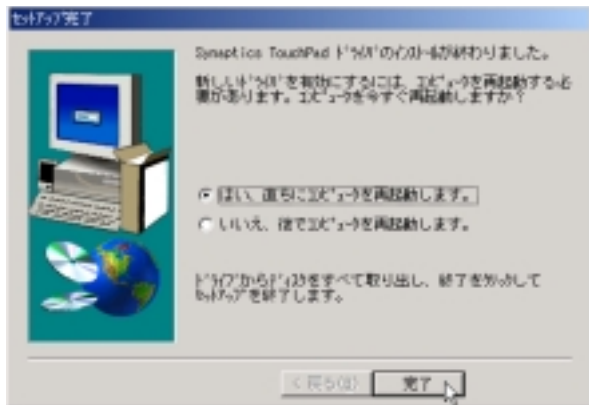 セットアップ完了
Synaptics TouchPad ドライバのインストールが終わりました。
新しいドライバを有効にするには、コンピュータを再起動する必
要があります。コンピュータを今すぐ再起動しますか?
はい、直ちにコンピュータを再起動します。
いいえ、後でコンピュータを再起動します。
ドライブからディスクをすべて取り出し、終了をクリックして
セットアップを終了します。
< 戻る(B)
完了